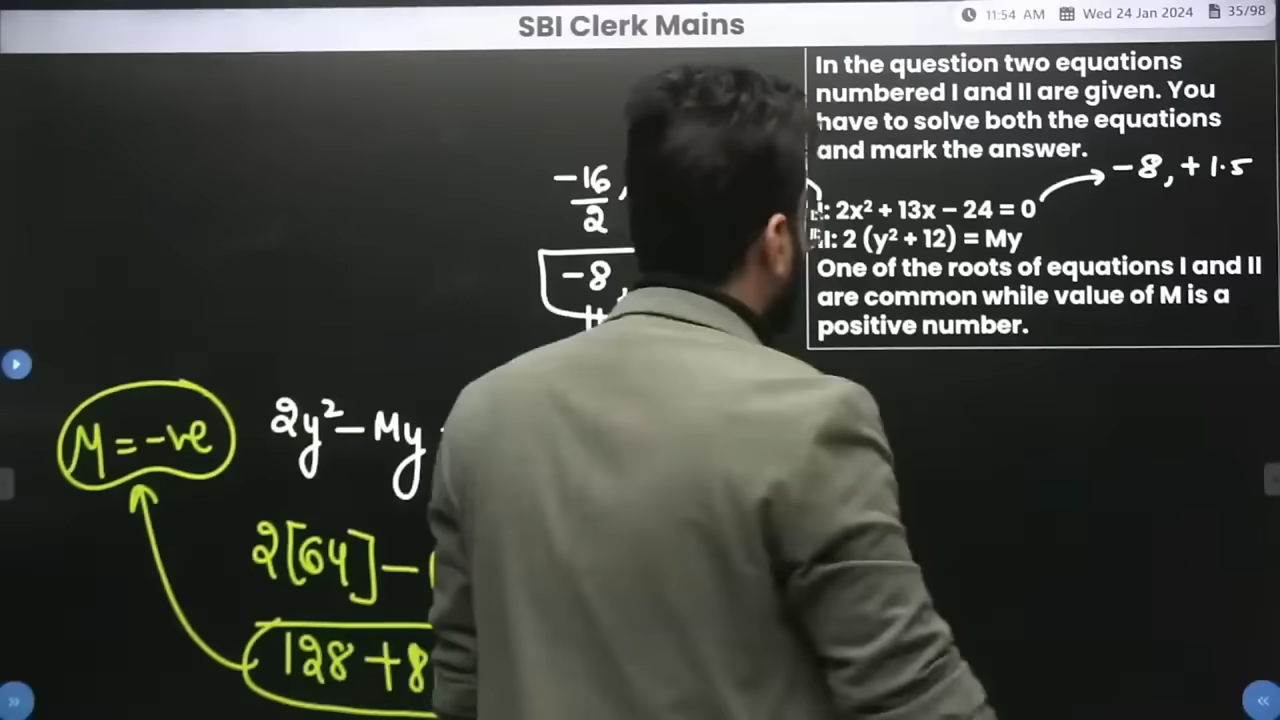 SBI Clerk Mains
11:54 AM Wed 24 Jan 2024 35/98
In the question two equations
numbered I and II are given. You
have to solve both the equations
and mark the answer.
-8, +1.5
I: 2x² + 13x – 24 = 0
II: 2 (y² + 12) = My
One of the roots of equations I and II
are common while value of M is a
positive number.
-16,
2
-8
M = -ve
2y² - My
2[64] -
128 + 8